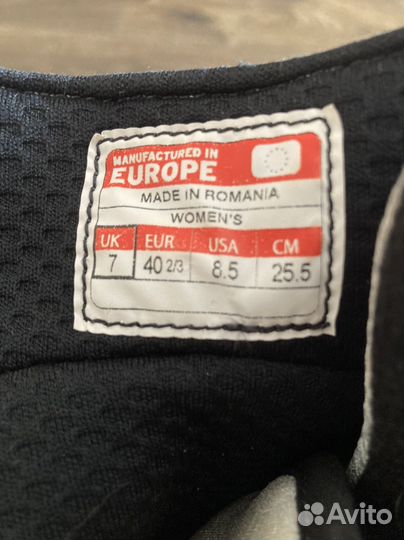 MANUFACTURED IN
EUROPE
MADE IN ROMANIA
WOMEN'S
UK EUR USA CM
7 40 2/3 8.5 25.5
Avito